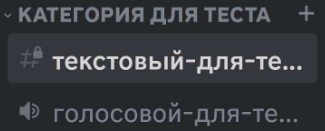 КАТЕГОРИЯ ДЛЯ ТЕСТА
текстовый-для-те...
голосовой-для-те...